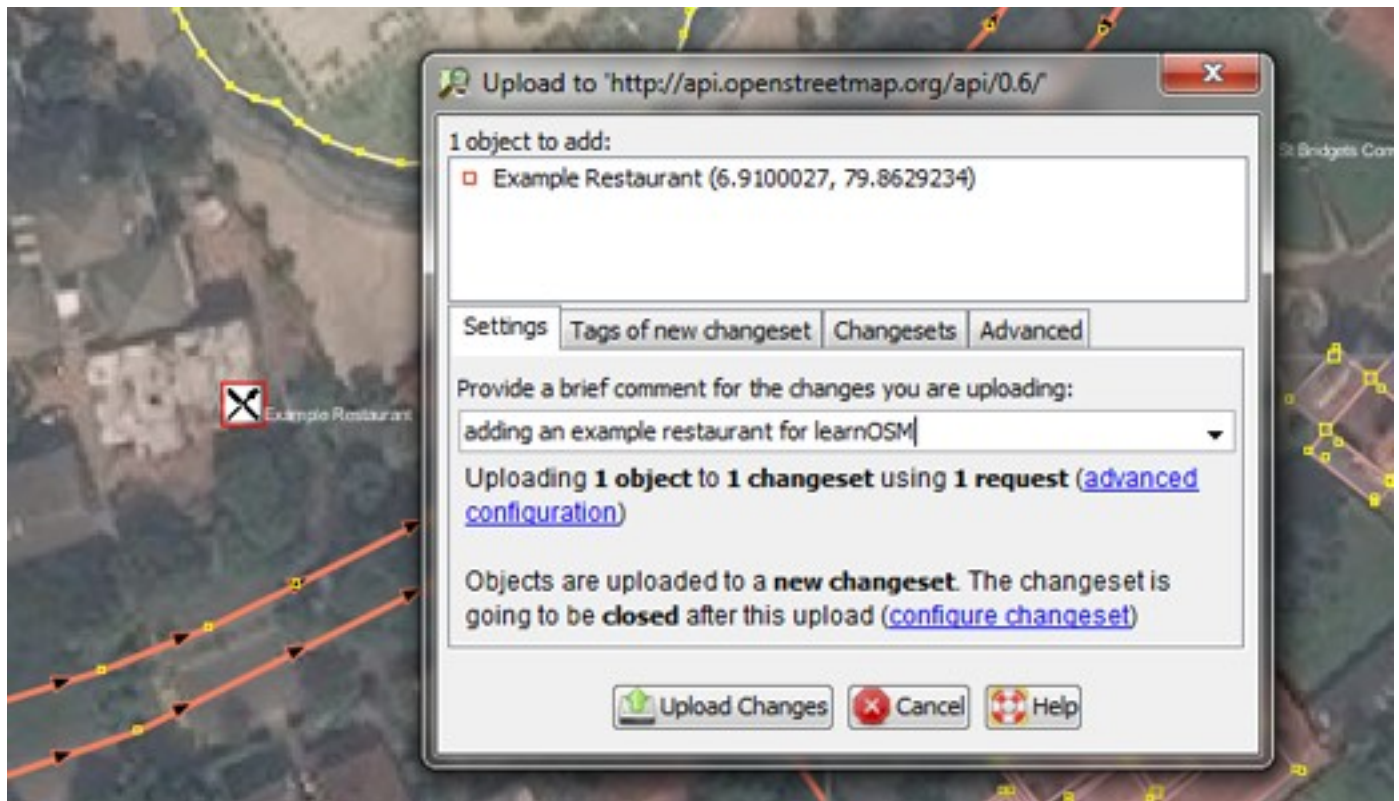 Upload to 'http://api.openstreetmap.org/api/0.6/'
1 object to add:
Example Restaurant (6.9100027, 79.8629234)
Settings
Tags of new changeset
Changesets
Advanced
Provide a brief comment for the changes you are uploading:
adding an example restaurant for learnOSM
Uploading 1 object to 1 changeset using 1 request (advanced
configuration)
Objects are uploaded to a new changeset. The changeset is
going to be closed after this upload (configure changeset)
Upload Changes
Cancel
Help
Example Restaurant
St Bridgets